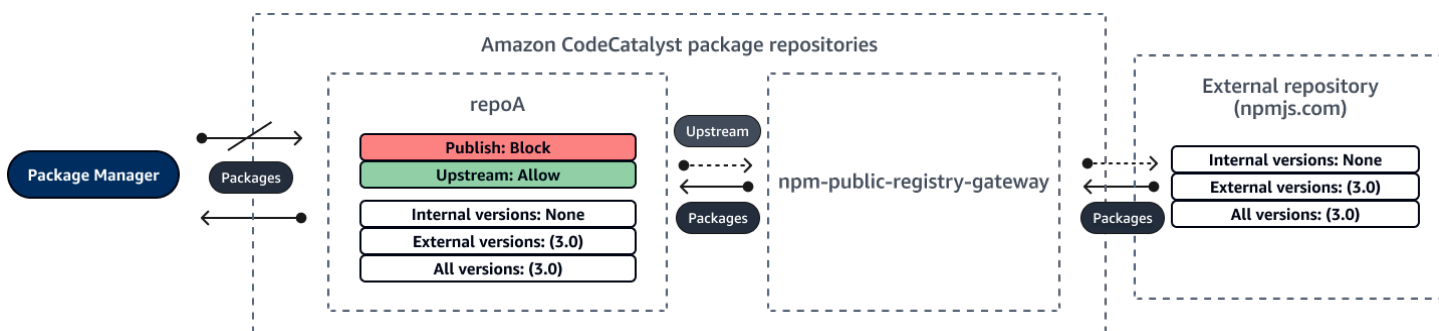 Amazon CodeCatalyst package repositories
Package Manager
Packages
repoA
Publish: Block
Upstream: Allow
Internal versions: None
External versions: (3.0)
All versions: (3.0)
Upstream
Packages
npm-public-registry-gateway
Packages
External repository
(npmjs.com)
Internal versions: None
External versions: (3.0)
All versions: (3.0)